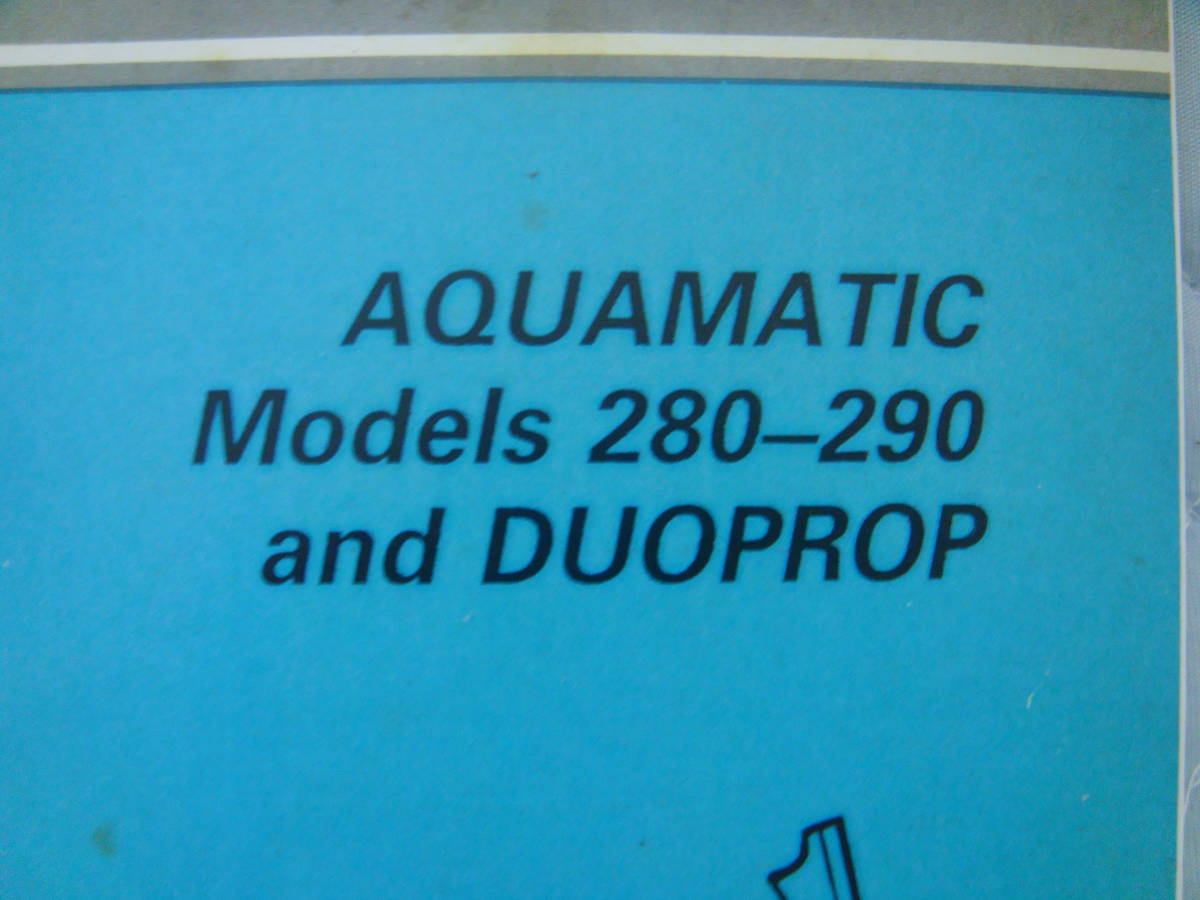 AQUAMATIC
Models 280–290
and DUOPROP